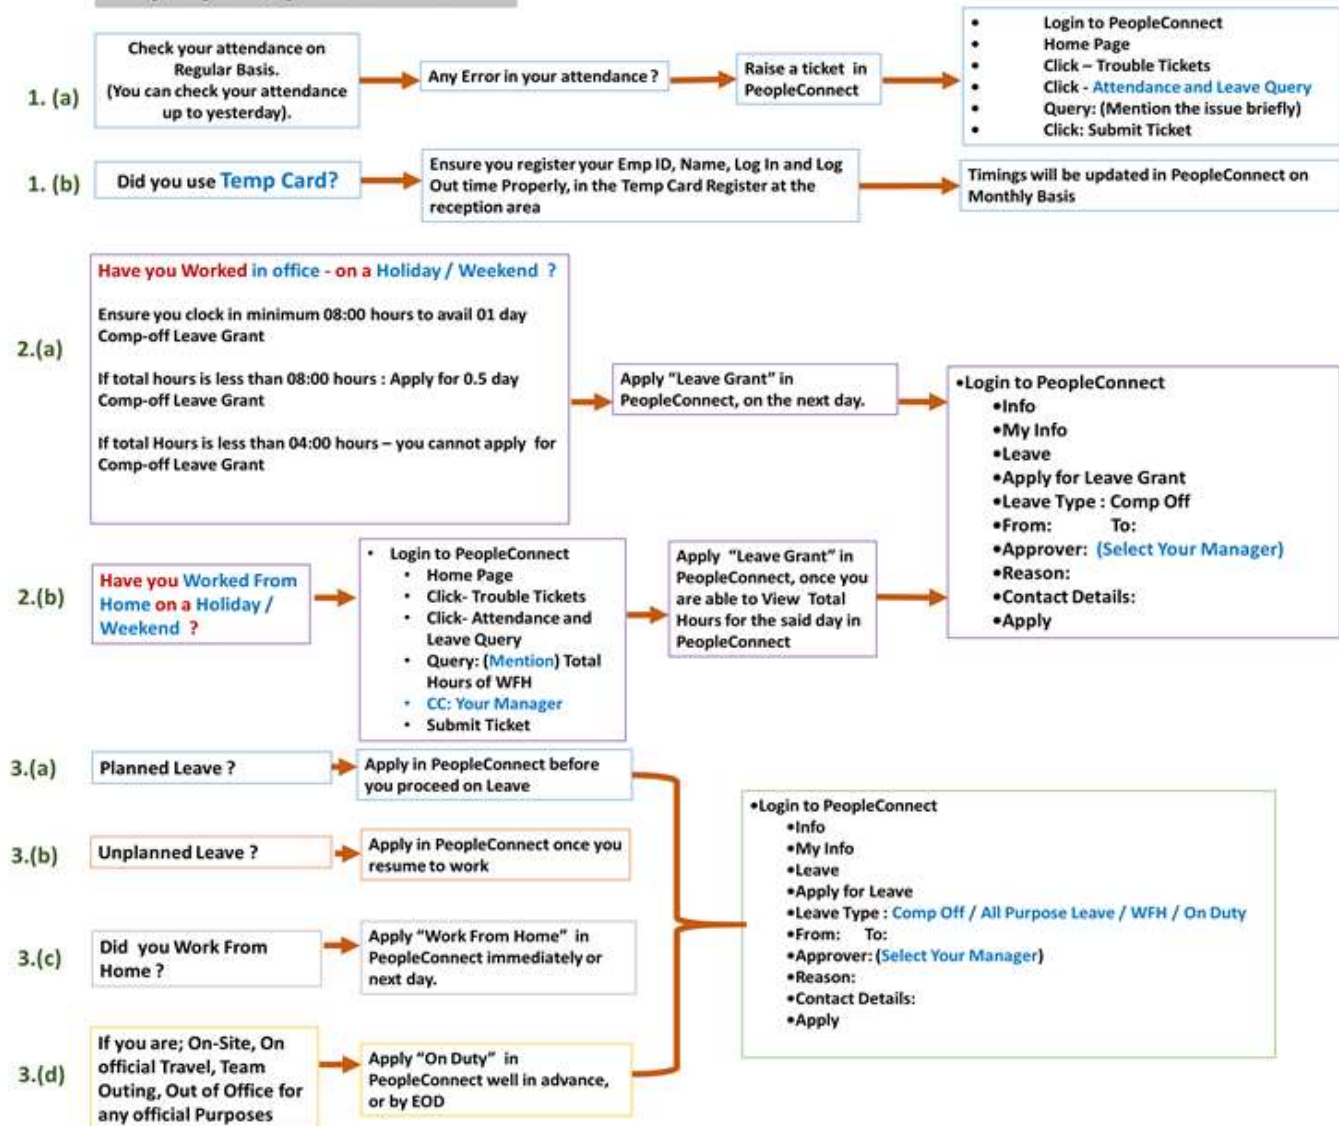 1. (a)
Check your attendance on
Regular Basis.
(You can check your attendance
up to yesterday).
Any Error in your attendance ?
Raise a ticket in
PeopleConnect
• Login to PeopleConnect
• Home Page
• Click – Trouble Tickets
• Click - Attendance and Leave Query
• Query: (Mention the issue briefly)
• Click: Submit Ticket
1. (b)
Did you use Temp Card?
Ensure you register your Emp ID, Name, Log In and Log
Out time Properly, in the Temp Card Register at the
reception area
Timings will be updated in PeopleConnect on
Monthly Basis
2.(a)
Have you Worked in office - on a Holiday / Weekend ?
Ensure you clock in minimum 08:00 hours to avail 01 day
Comp-off Leave Grant
If total hours is less than 08:00 hours : Apply for 0.5 day
Comp-off Leave Grant
If total Hours is less than 04:00 hours – you cannot apply for
Comp-off Leave Grant
Apply “Leave Grant” in
PeopleConnect, on the next day.
•Login to PeopleConnect
•Info
•My Info
•Leave
•Apply for Leave Grant
•Leave Type : Comp Off
•From: To:
•Approver: (Select Your Manager)
•Reason:
•Contact Details:
•Apply
2.(b)
Have you Worked From
Home on a Holiday /
Weekend ?
• Login to PeopleConnect
• Home Page
• Click- Trouble Tickets
• Click- Attendance and
Leave Query
• Query: (Mention) Total
Hours of WFH
• CC: Your Manager
• Submit Ticket
Apply “Leave Grant” in
PeopleConnect, once you
are able to View Total
Hours for the said day in
PeopleConnect
3.(a)
Planned Leave ?
Apply in PeopleConnect before
you proceed on Leave
3.(b)
Unplanned Leave ?
Apply in PeopleConnect once you
resume to work
3.(c)
Did you Work From
Home ?
Apply “Work From Home” in
PeopleConnect immediately or
next day.
3.(d)
If you are; On-Site, On
official Travel, Team
Outing, Out of Office for
any official Purposes
Apply “On Duty” in
PeopleConnect well in advance,
or by EOD
•Login to PeopleConnect
•Info
•My Info
•Leave
•Apply for Leave
•Leave Type : Comp Off / All Purpose Leave / WFH / On Duty
•From: To:
•Approver: (Select Your Manager)
•Reason:
•Contact Details:
•Apply